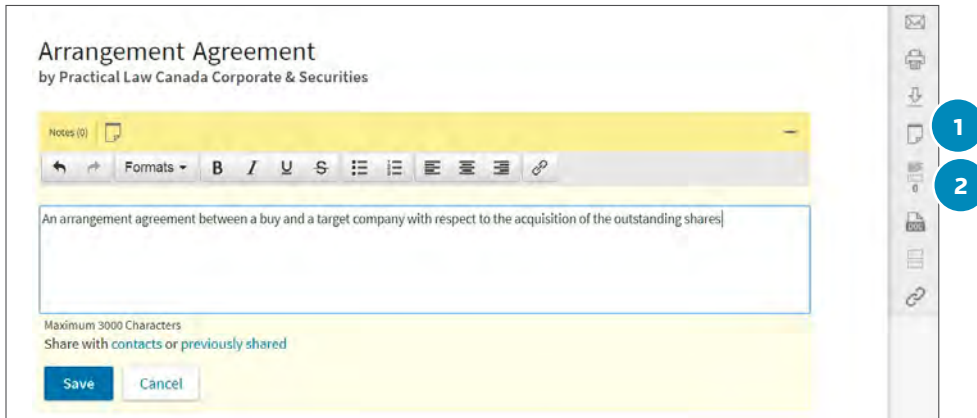 Arrangement Agreement
by Practical Law Canada Corporate & Securities
Notes (0)
Formats
B I U S
An arrangement agreement between a buy and a target company with respect to the acquisition of the outstanding shares
Maximum 3000 Characters
Share with contacts or previously shared
Save Cancel
1
2
0
DOC